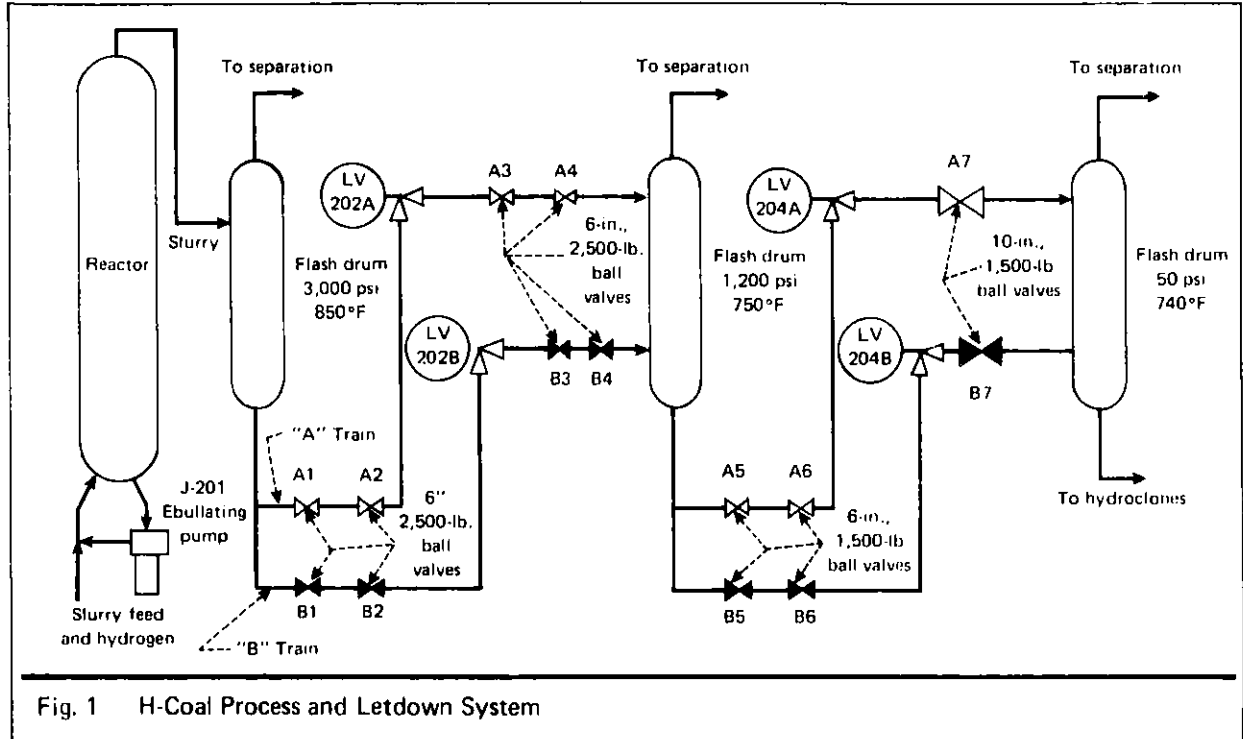 To separation
To separation
To separation
A3
A4
A7
LV
202A
LV
204A
6-in.,
2,500-lb.
ball
valves
10-in.,
1,500-lb
ball valves
Slurry
Reactor
Flash drum
3,000 psi
850°F
Flash drum
1,200 psi
750°F
Flash drum
50 psi
740°F
LV
202B
LV
204B
B3
B4
B7
"A" Train
A1
A2
A5
A6
J-201
Ebullating
pump
6"
2,500-lb.
ball
valves
6-in.,
1,500-lb
ball valves
To hydroclones
B1
B2
B5
B6
Slurry feed
and hydrogen
"B" Train
Fig. 1 H-Coal Process and Letdown System